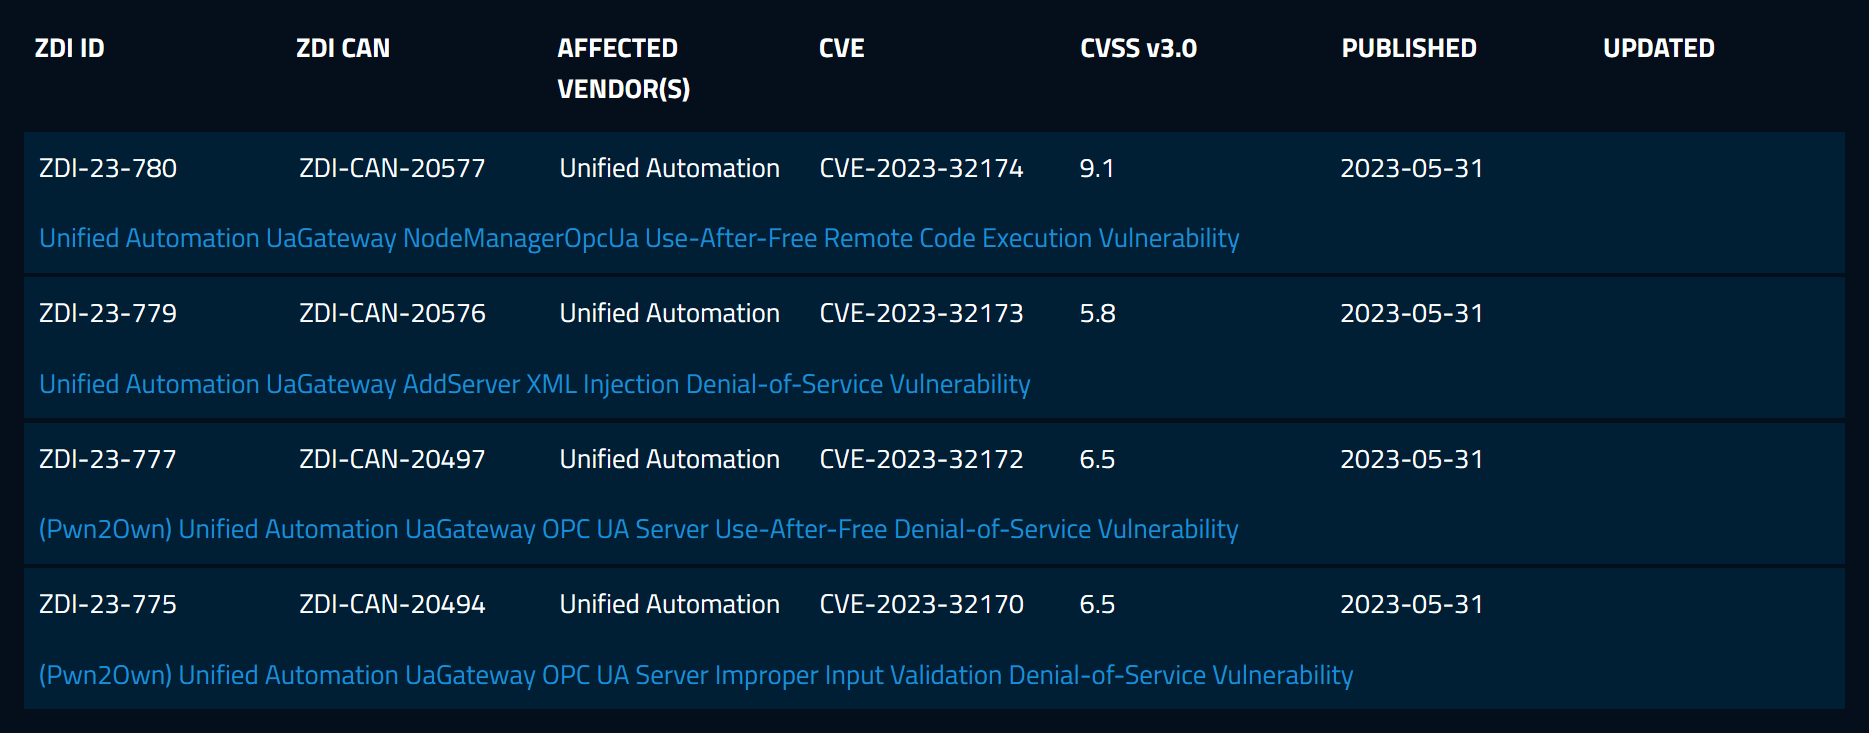 ZDI ID ZDI CAN AFFECTED VENDOR(S) CVE CVSS v3.0 PUBLISHED UPDATED
ZDI-23-780 ZDI-CAN-20577 Unified Automation CVE-2023-32174 9.1 2023-05-31
Unified Automation UaGateway NodeManagerOpcUa Use-After-Free Remote Code Execution Vulnerability
ZDI-23-779 ZDI-CAN-20576 Unified Automation CVE-2023-32173 5.8 2023-05-31
Unified Automation UaGateway AddServer XML Injection Denial-of-Service Vulnerability
ZDI-23-777 ZDI-CAN-20497 Unified Automation CVE-2023-32172 6.5 2023-05-31
(Pwn2Own) Unified Automation UaGateway OPC UA Server Use-After-Free Denial-of-Service Vulnerability
ZDI-23-775 ZDI-CAN-20494 Unified Automation CVE-2023-32170 6.5 2023-05-31
(Pwn2Own) Unified Automation UaGateway OPC UA Server Improper Input Validation Denial-of-Service Vulnerability